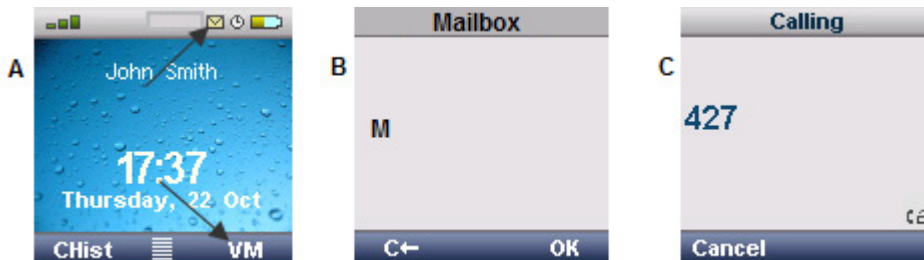 A
John Smith
17:37
Thursday, 22 Oct
CHist VM
B
Mailbox
M
C← OK
C
Calling
427
Cancel